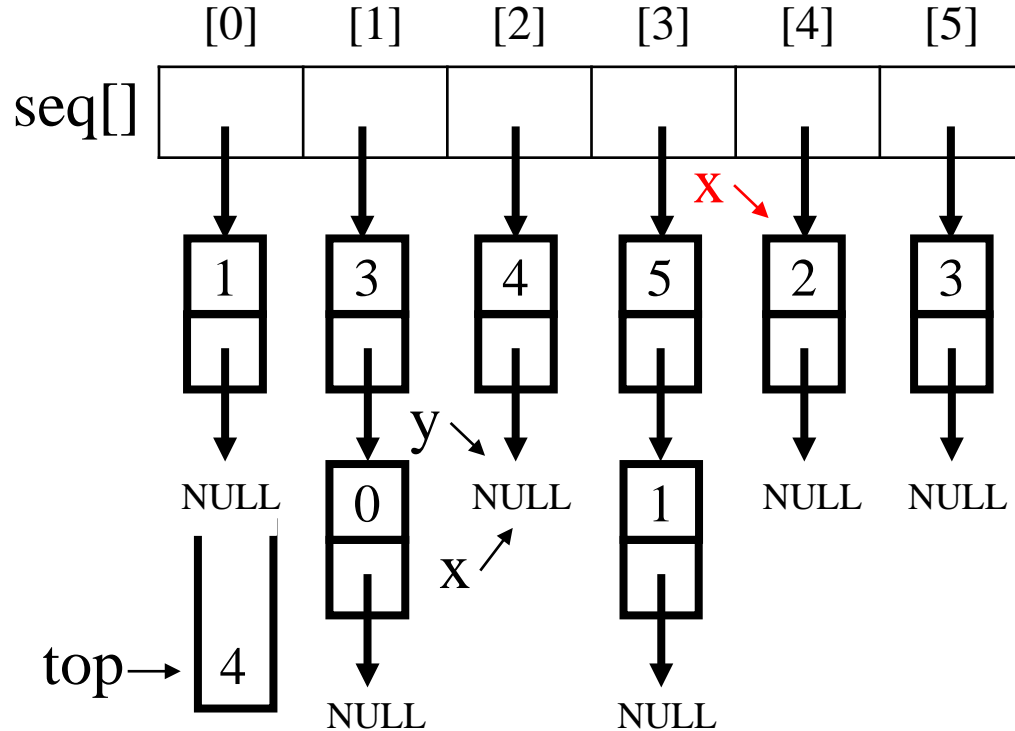 [0] [1] [2] [3] [4] [5]
seq[]
x
1 3 4 5 2 3
y
NULL 0 NULL 1 NULL NULL
x
top 4
NULL NULL